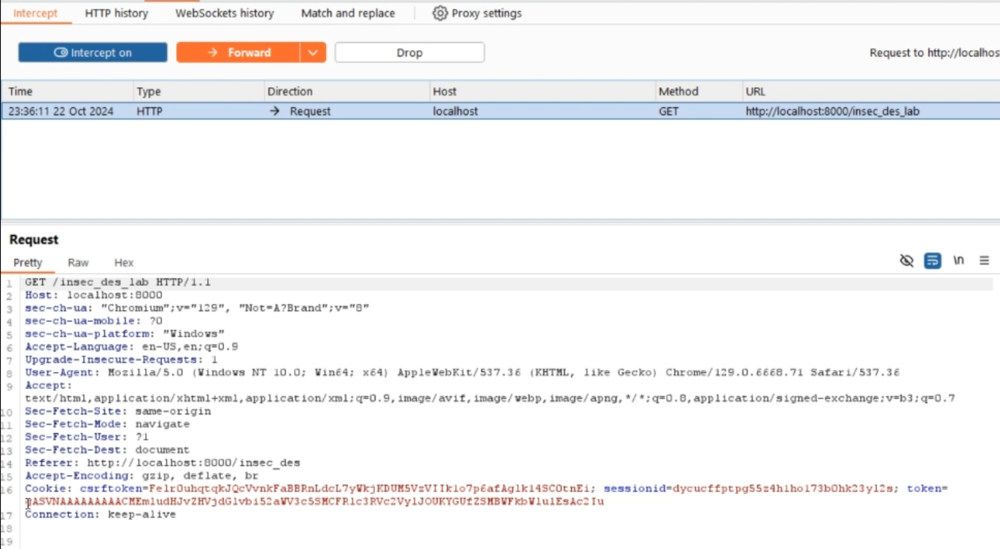 Intercept HTTP history WebSockets history Match and replace Proxy settings
Intercept on Forward Drop Request to http://localhos
Time Type Direction Host Method URL
23:36:11 22 Oct 2024 HTTP → Request localhost GET http://localhost:8000/insec_des_lab
Request
Pretty Raw Hex \n
1 GET /insec_des_lab HTTP/1.1
2 Host: localhost:8000
3 sec-ch-ua: "Chromium";v="129", "Not=A?Brand";v="8"
4 sec-ch-ua-mobile: ?0
5 sec-ch-ua-platform: "Windows"
6 Accept-Language: en-US,en;q=0.9
7 Upgrade-Insecure-Requests: 1
8 User-Agent: Mozilla/5.0 (Windows NT 10.0; Win64; x64) AppleWebKit/537.36 (KHTML, like Gecko) Chrome/129.0.6668.71 Safari/537.36
9 Accept:
text/html,application/xhtml+xml,application/xml;q=0.9,image/avif,image/webp,image/apng,*/*;q=0.8,application/signed-exchange;v=b3;q=0.7
10 Sec-Fetch-Site: same-origin
11 Sec-Fetch-Mode: navigate
12 Sec-Fetch-User: ?1
13 Sec-Fetch-Dest: document
14 Referer: http://localhost:8000/insec_des
15 Accept-Encoding: gzip, deflate, br
16 Cookie: csrftoken= sessionid= token=
17 Connection: keep-alive
18
19